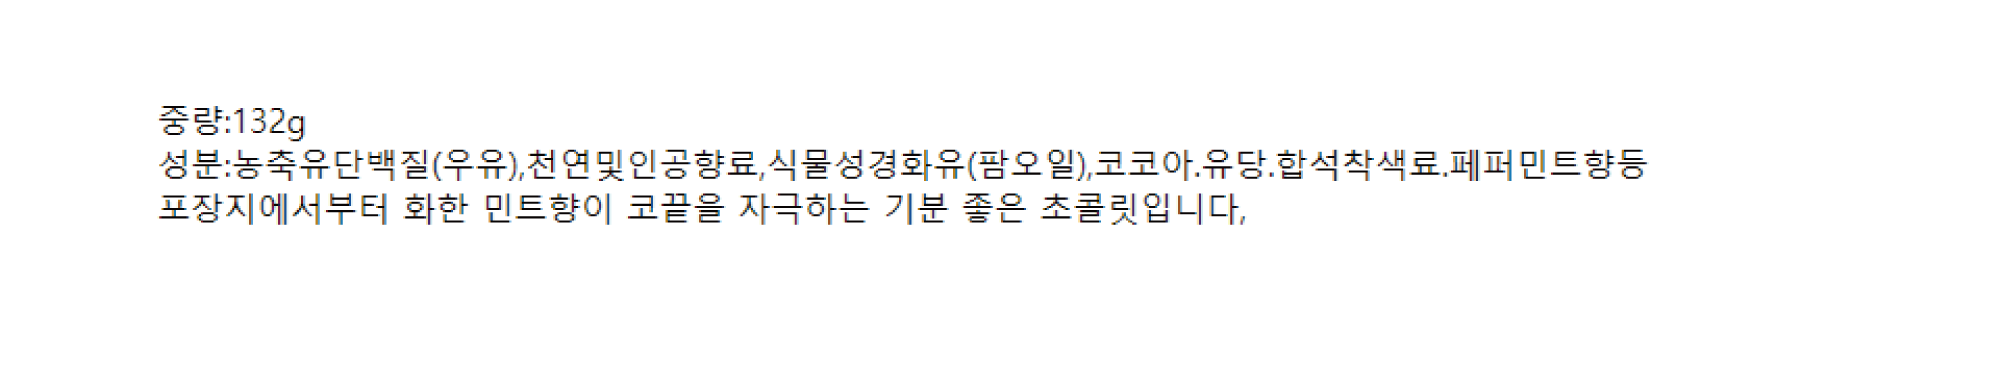 중량:132g
성분:농축유단백질(우유),천연및인공향료,식물성경화유(팜오일),코코아.유당.합석착색료.페퍼민트향등
포장지에서부터 화한 민트향이 코끝을 자극하는 기분 좋은 초콜릿입니다,